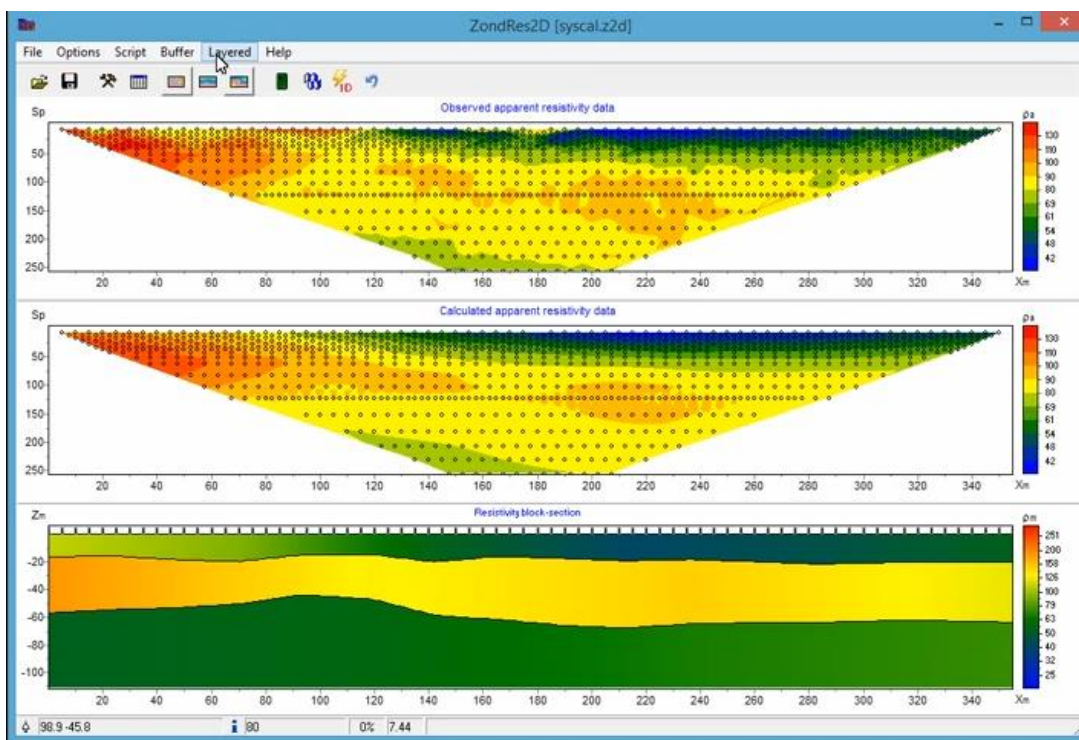 ZondRes2D [syscal.z2d]
File Options Script Buffer Layered Help
1D
Observed apparent resistivity data
Sp
50
100
150
200
250
20 40 60 80 100 120 140 160 180 200 220 240 260 280 300 320 340 Xm
ρa
130
110
100
90
80
69
61
54
48
42
Calculated apparent resistivity data
Sp
50
100
150
200
250
20 40 60 80 100 120 140 160 180 200 220 240 260 280 300 320 340 Xm
ρa
130
110
100
90
80
69
61
54
48
42
Resistivity block-section
Zm
-20
-40
-60
-80
-100
20 40 60 80 100 120 140 160 180 200 220 240 260 280 300 320 340 Xm
ρm
251
200
158
126
100
79
63
50
40
32
25
98.9 -45.8 80 0% 7.44